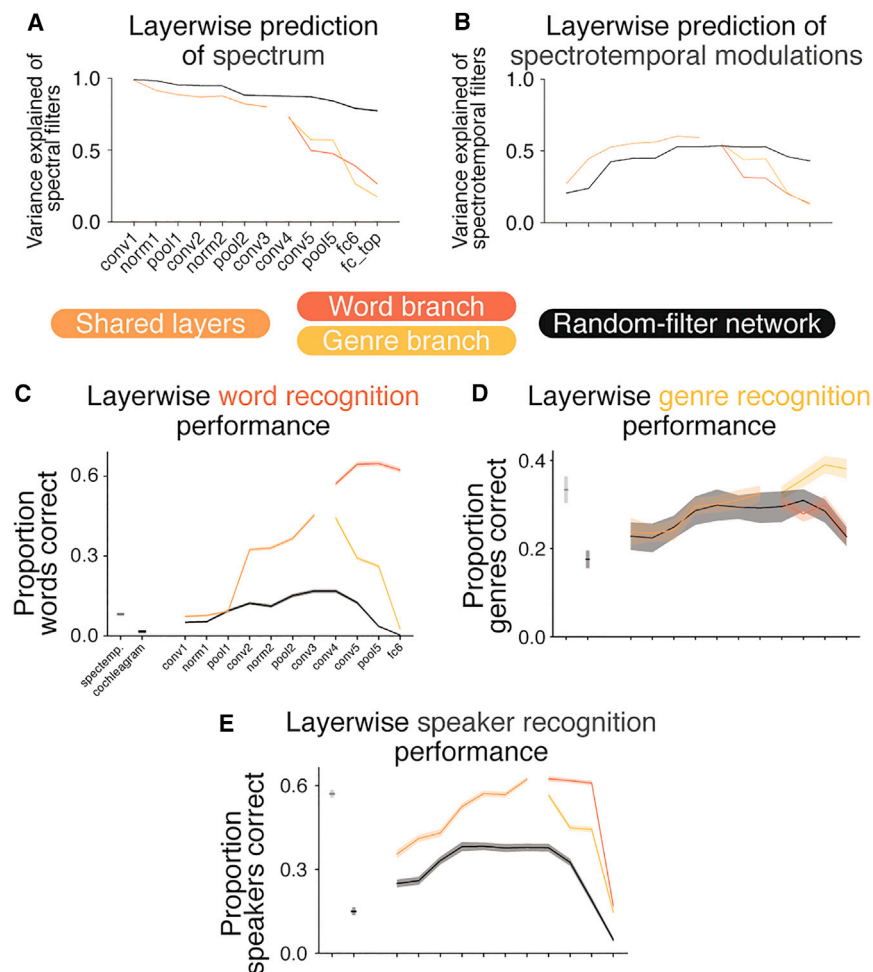 A
Layerwise prediction
of spectrum
Variance explained of
spectral filters
1.0
0.5
0.0
conv1
norm1
pool1
conv2
norm2
pool2
conv3
conv4
conv5
pool5
fc6
fc_top
B
Layerwise prediction of
spectrotemporal modulations
Variance explained of
spectrotemporal filters
1.0
0.5
0.0
Shared layers
Word branch
Genre branch
Random-filter network
C
Layerwise word recognition
performance
Proportion
words correct
0.6
0.3
0.0
spectemp.
cochleagram
conv1
norm1
pool1
conv2
norm2
pool2
conv3
conv4
conv5
pool5
fc6
D
Layerwise genre recognition
performance
Proportion
genres correct
0.4
0.2
0.0
E
Layerwise speaker recognition
performance
Proportion
speakers correct
0.6
0.3
0.0